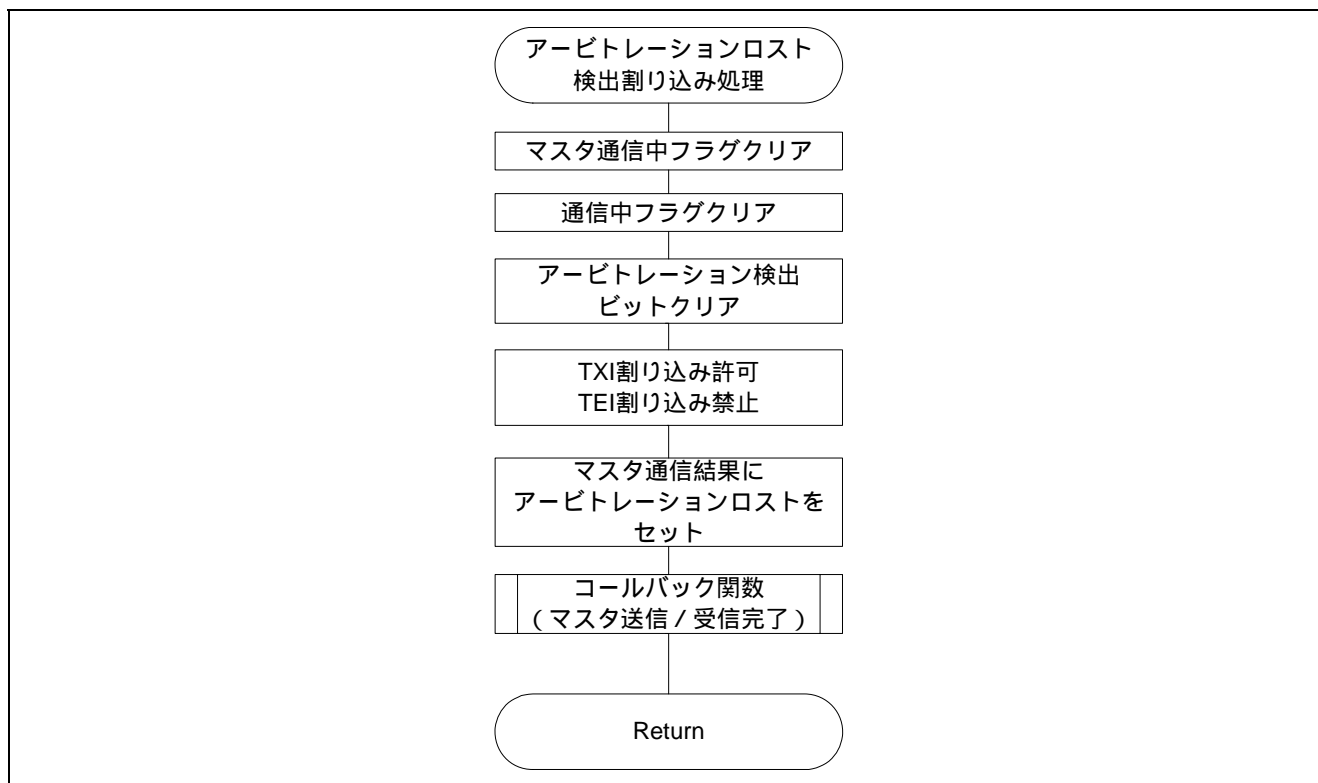 アービトレーションロスト
検出割り込み処理
マスタ通信中フラグクリア
通信中フラグクリア
アービトレーション検出
ビットクリア
TXI割り込み許可
TEI割り込み禁止
マスタ通信結果に
アービトレーションロストを
セット
コールバック関数
(マスタ送信/受信完了)
Return